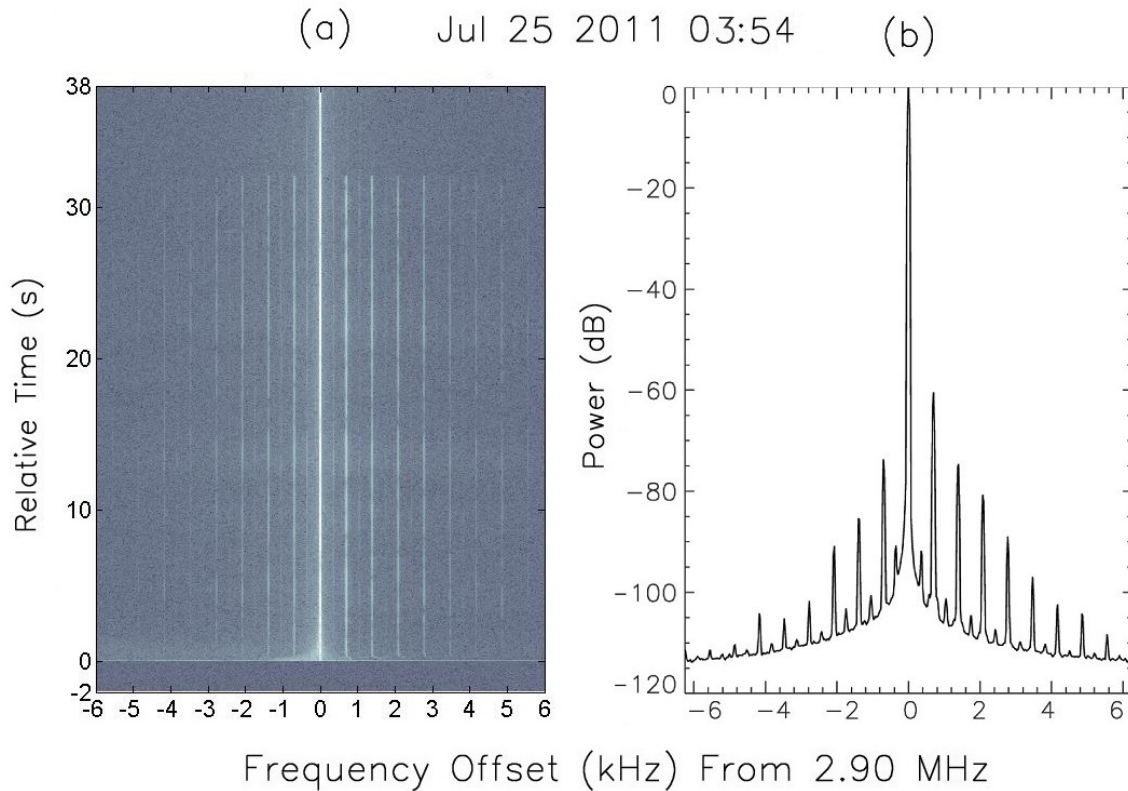 (a) Jul 25 2011 03:54 (b)
38
30
20
10
0
-2
Relative Time (s)
-6 -5 -4 -3 -2 -1 0 1 2 3 4 5 6
0
−20
−40
−60
−80
−100
−120
Power (dB)
−6 −4 −2 0 2 4 6
Frequency Offset (kHz) From 2.90 MHz